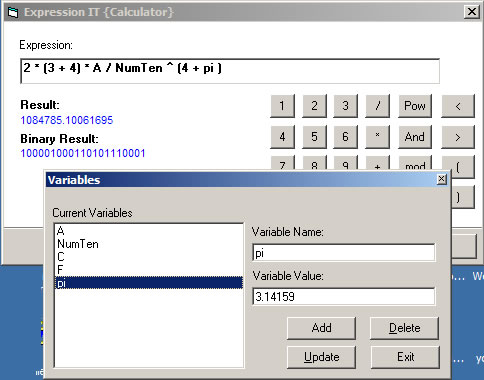 Expression IT {Calculator}
Expression:
2 * (3 + 4) * A / NumTen ^ (4 + pi )
Result:
1084785.10061695
Binary Result:
100001000110101110001
1 2 3 / Pow <
4 5 6 * And >
7 8 9 + mod (
)
Variables
Current Variables
A
NumTen
C
F
pi
Variable Name:
pi
Variable Value:
3.14159
Add Delete
Update Exit